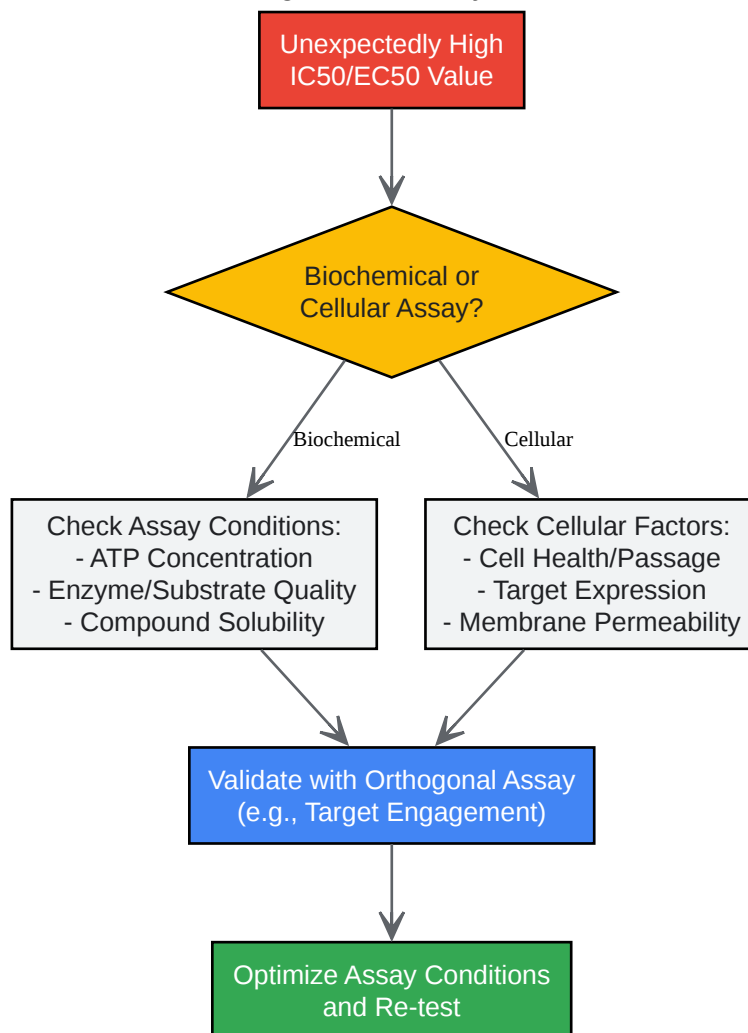 Unexpectedly High
IC50/EC50 Value
Biochemical or
Cellular Assay?
Biochemical
Cellular
Check Assay Conditions:
- ATP Concentration
- Enzyme/Substrate Quality
- Compound Solubility
Check Cellular Factors:
- Cell Health/Passage
- Target Expression
- Membrane Permeability
Validate with Orthogonal Assay
(e.g., Target Engagement)
Optimize Assay Conditions
and Re-test